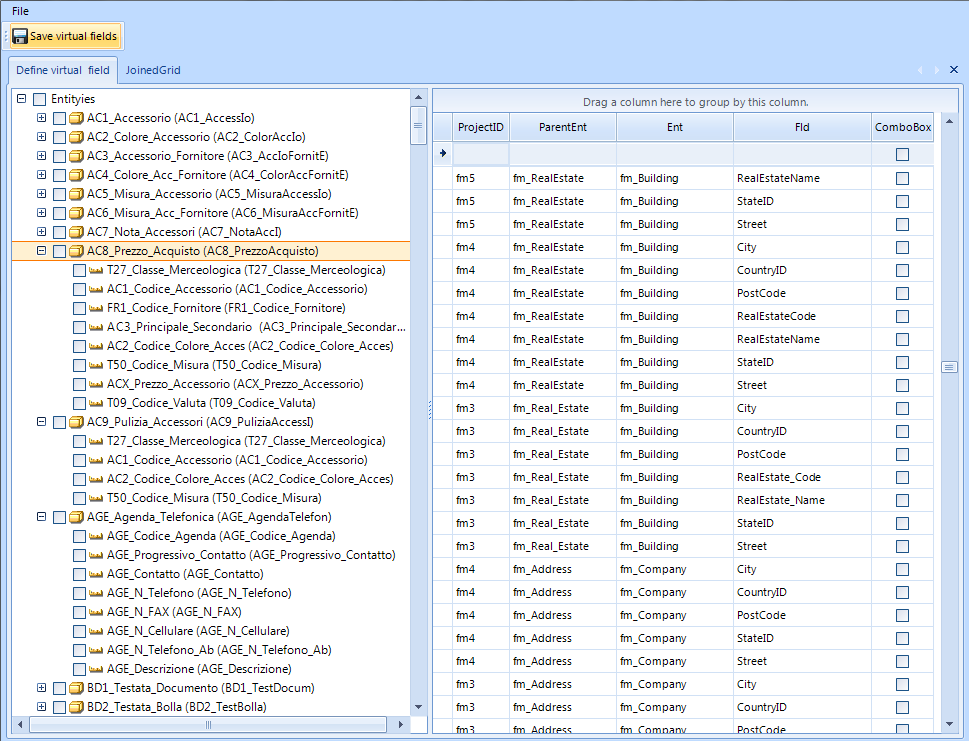 File
Save virtual fields
Define virtual field JoinedGrid
Entityies
AC1_Accessorio (AC1_AccessIo)
AC2_Colore_Accessorio (AC2_ColorAccIo)
AC3_Accessorio_Fornitore (AC3_AccIoFornitE)
AC4_Colore_Acc_Fornitore (AC4_ColorAccFornitE)
AC5_Misura_Accessorio (AC5_MisuraAccessIo)
AC6_Misura_Acc_Fornitore (AC6_MisuraAccFornitE)
AC7_Nota_Accessori (AC7_NotaAccI)
AC8_Prezzo_Acquisto (AC8_PrezzoAcquisto)
T27_Classe_Merceologica (T27_Classe_Merceologica)
AC1_Codice_Accessorio (AC1_Codice_Accessorio)
FR1_Codice_Fornitore (FR1_Codice_Fornitore)
AC3_Principale_Secondario (AC3_Principale_Secondar...
AC2_Codice_Colore_Acces (AC2_Codice_Colore_Acces)
T50_Codice_Misura (T50_Codice_Misura)
ACX_Prezzo_Accessorio (ACX_Prezzo_Accessorio)
T09_Codice_Valuta (T09_Codice_Valuta)
AC9_Pulizia_Accessori (AC9_PuliziaAccessI)
T27_Classe_Merceologica (T27_Classe_Merceologica)
AC1_Codice_Accessorio (AC1_Codice_Accessorio)
AC2_Codice_Colore_Acces (AC2_Codice_Colore_Acces)
T50_Codice_Misura (T50_Codice_Misura)
AGE_Agenda_Telefonica (AGE_AgendaTelefon)
AGE_Codice_Agenda (AGE_Codice_Agenda)
AGE_Progressivo_Contatto (AGE_Progressivo_Contatto)
AGE_Contatto (AGE_Contatto)
AGE_N_Telefono (AGE_N_Telefono)
AGE_N_FAX (AGE_N_FAX)
AGE_N_Cellulare (AGE_N_Cellulare)
AGE_N_Telefono_Ab (AGE_N_Telefono_Ab)
AGE_Descrizione (AGE_Descrizione)
BD1_Testata_Documento (BD1_TestDocum)
BD2_Testata_Bolla (BD2_TestBolla)
Drag a column here to group by this column.
ProjectID ParentEnt Ent Fld ComboBox
fm5 fm_RealEstate fm_Building RealEstateName
fm5 fm_RealEstate fm_Building StateID
fm5 fm_RealEstate fm_Building Street
fm4 fm_RealEstate fm_Building City
fm4 fm_RealEstate fm_Building CountryID
fm4 fm_RealEstate fm_Building PostCode
fm4 fm_RealEstate fm_Building RealEstateCode
fm4 fm_RealEstate fm_Building RealEstateName
fm4 fm_RealEstate fm_Building StateID
fm4 fm_RealEstate fm_Building Street
fm3 fm_Real_Estate fm_Building City
fm3 fm_Real_Estate fm_Building CountryID
fm3 fm_Real_Estate fm_Building PostCode
fm3 fm_Real_Estate fm_Building RealEstate_Code
fm3 fm_Real_Estate fm_Building RealEstate_Name
fm3 fm_Real_Estate fm_Building StateID
fm3 fm_Real_Estate fm_Building Street
fm4 fm_Address fm_Company City
fm4 fm_Address fm_Company CountryID
fm4 fm_Address fm_Company PostCode
fm4 fm_Address fm_Company StateID
fm4 fm_Address fm_Company Street
fm3 fm_Address fm_Company City
fm3 fm_Address fm_Company CountryID
fm3 fm_Address fm_Company PostCode